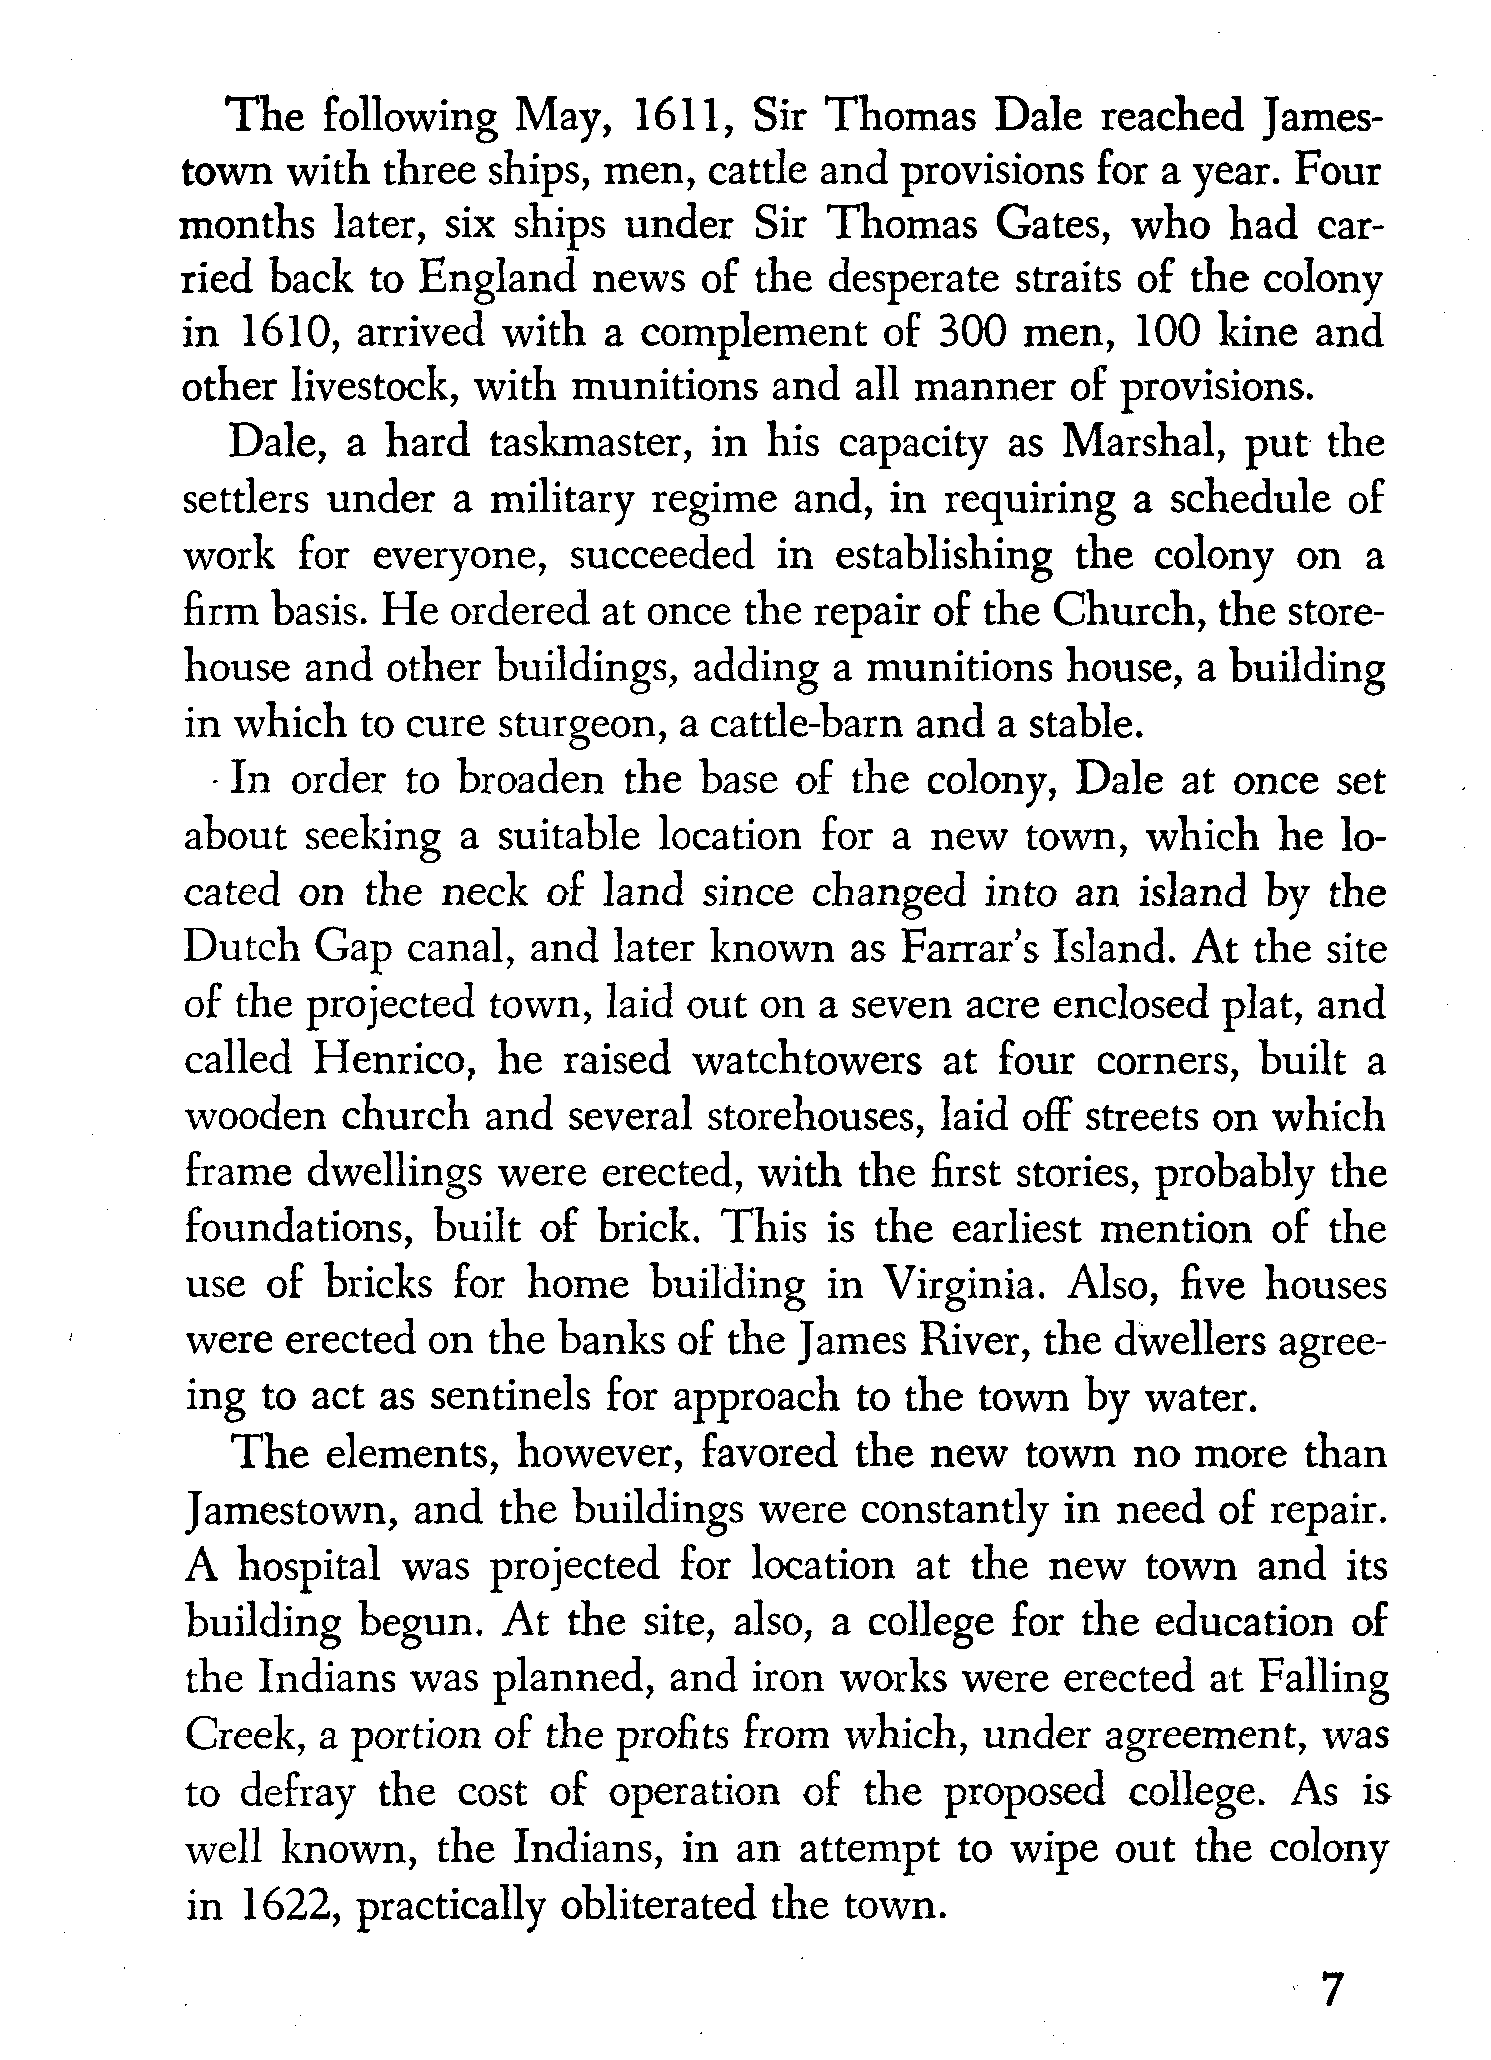 The following May, 1611, Sir Thomas Dale reached James-
town with three ships, men, cattle and provisions for a year. Four
months later, six ships under Sir Thomas Gates, who had car-
ried back to England news of the desperate straits of the colony
in 1610, arrived with a complement of 300 men, 100 kine and
other livestock, with munitions and all manner of provisions.
Dale, a hard taskmaster, in his capacity as Marshal, put the
settlers under a military regime and, in requiring a schedule of
work for everyone, succeeded in establishing the colony on a
firm basis. He ordered at once the repair of the Church, the store-
house and other buildings, adding a munitions house, a building
in which to cure sturgeon, a cattle-barn and a stable.
In order to broaden the base of the colony, Dale at once set
about seeking a suitable location for a new town, which he lo-
cated on the neck of land since changed into an island by the
Dutch Gap canal, and later known as Farrar's Island. At the site
of the projected town, laid out on a seven acre enclosed plat, and
called Henrico, he raised watchtowers at four corners, built a
wooden church and several storehouses, laid off streets on which
frame dwellings were erected, with the first stories, probably the
foundations, built of brick. This is the earliest mention of the
use of bricks for home building in Virginia. Also, five houses
were erected on the banks of the James River, the dwellers agree-
ing to act as sentinels for approach to the town by water.
The elements, however, favored the new town no more than
Jamestown, and the buildings were constantly in need of repair.
A hospital was projected for location at the new town and its
building begun. At the site, also, a college for the education of
the Indians was planned, and iron works were erected at Falling
Creek, a portion of the profits from which, under agreement, was
to defray the cost of operation of the proposed college. As is
well known, the Indians, in an attempt to wipe out the colony
in 1622, practically obliterated the town.
7